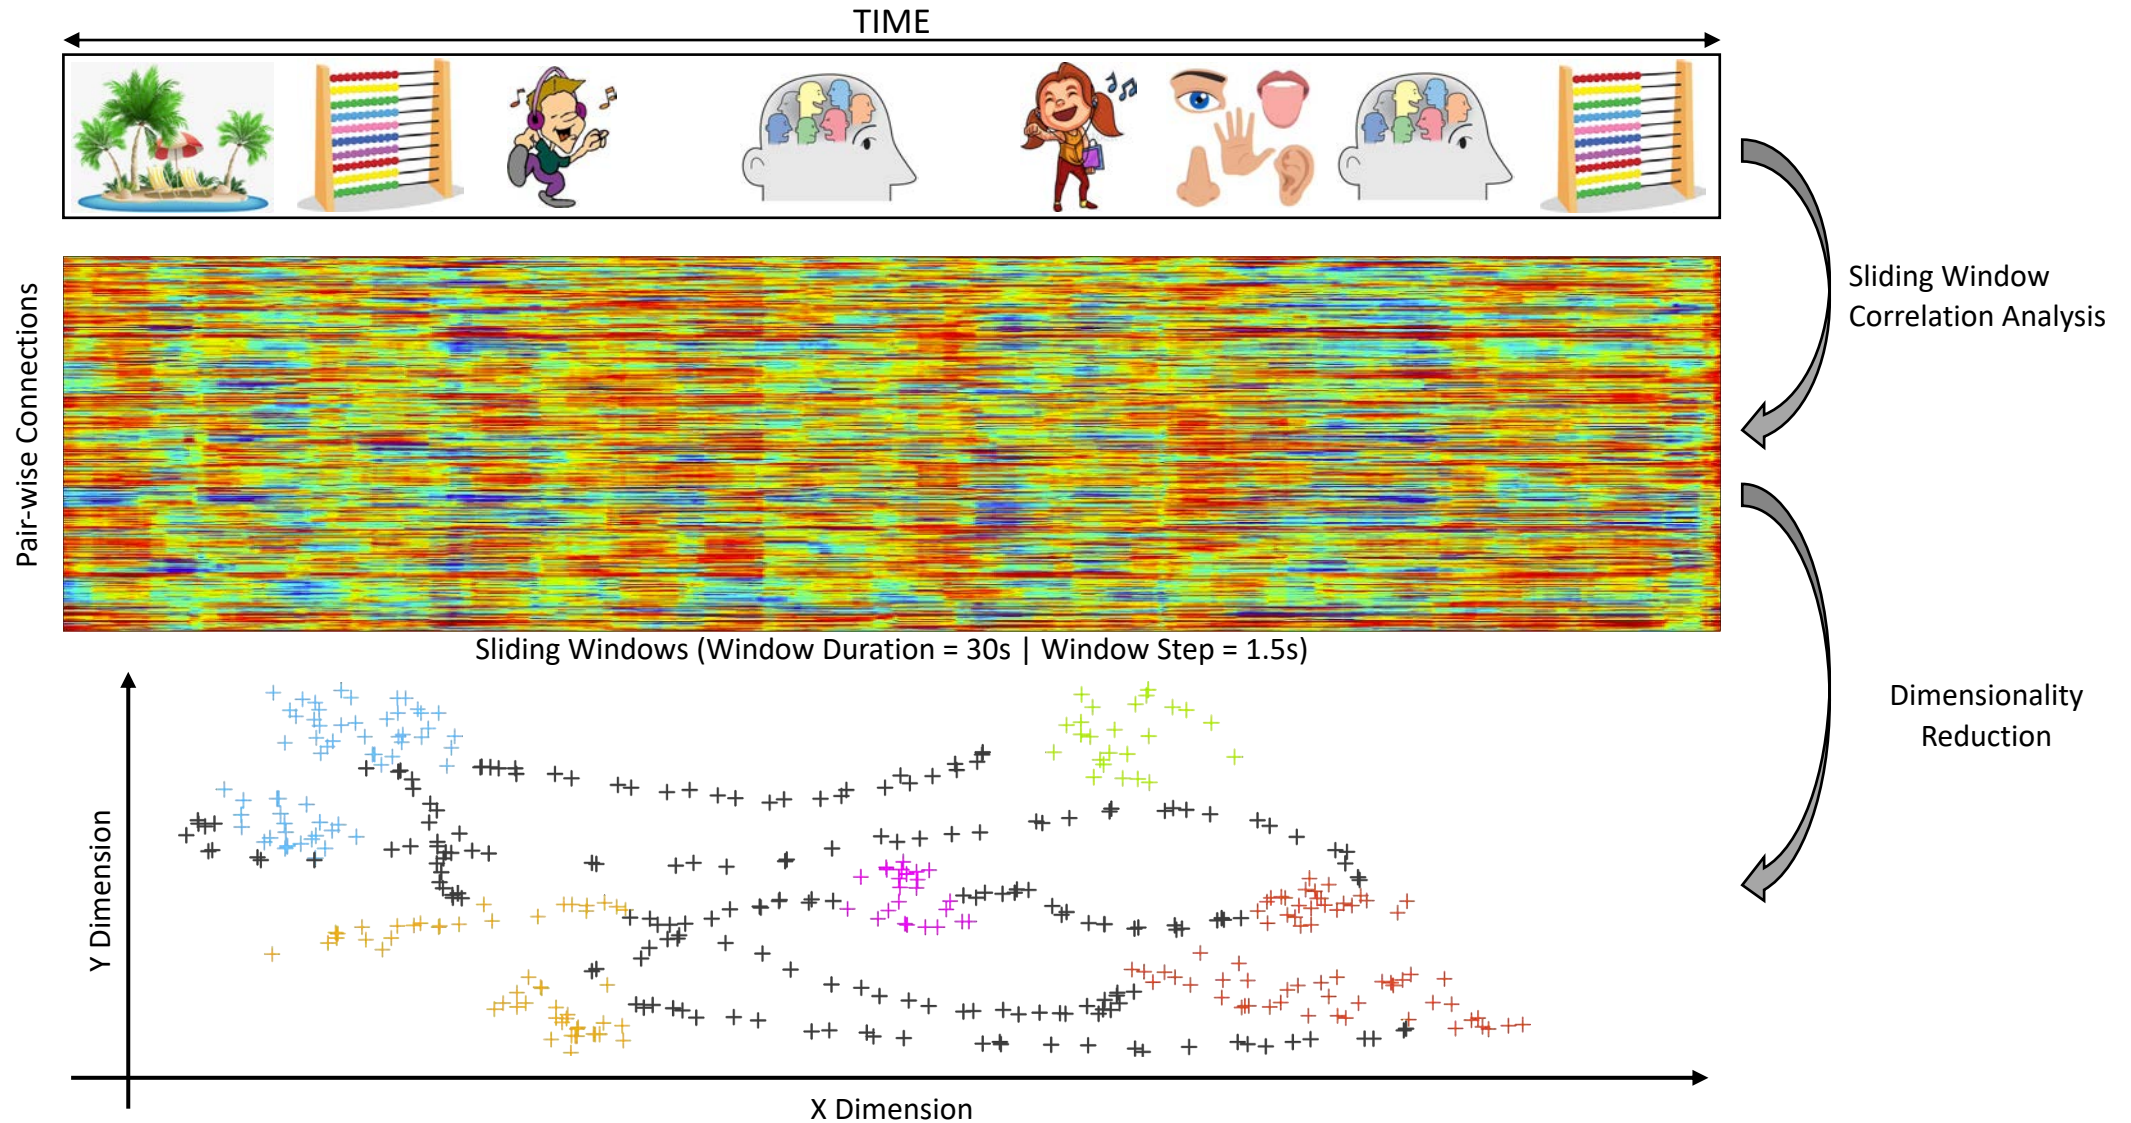 TIME
Pair-wise Connections
Sliding Window
Correlation Analysis
Sliding Windows (Window Duration = 30s | Window Step = 1.5s)
Dimensionality
Reduction
Y Dimension
X Dimension